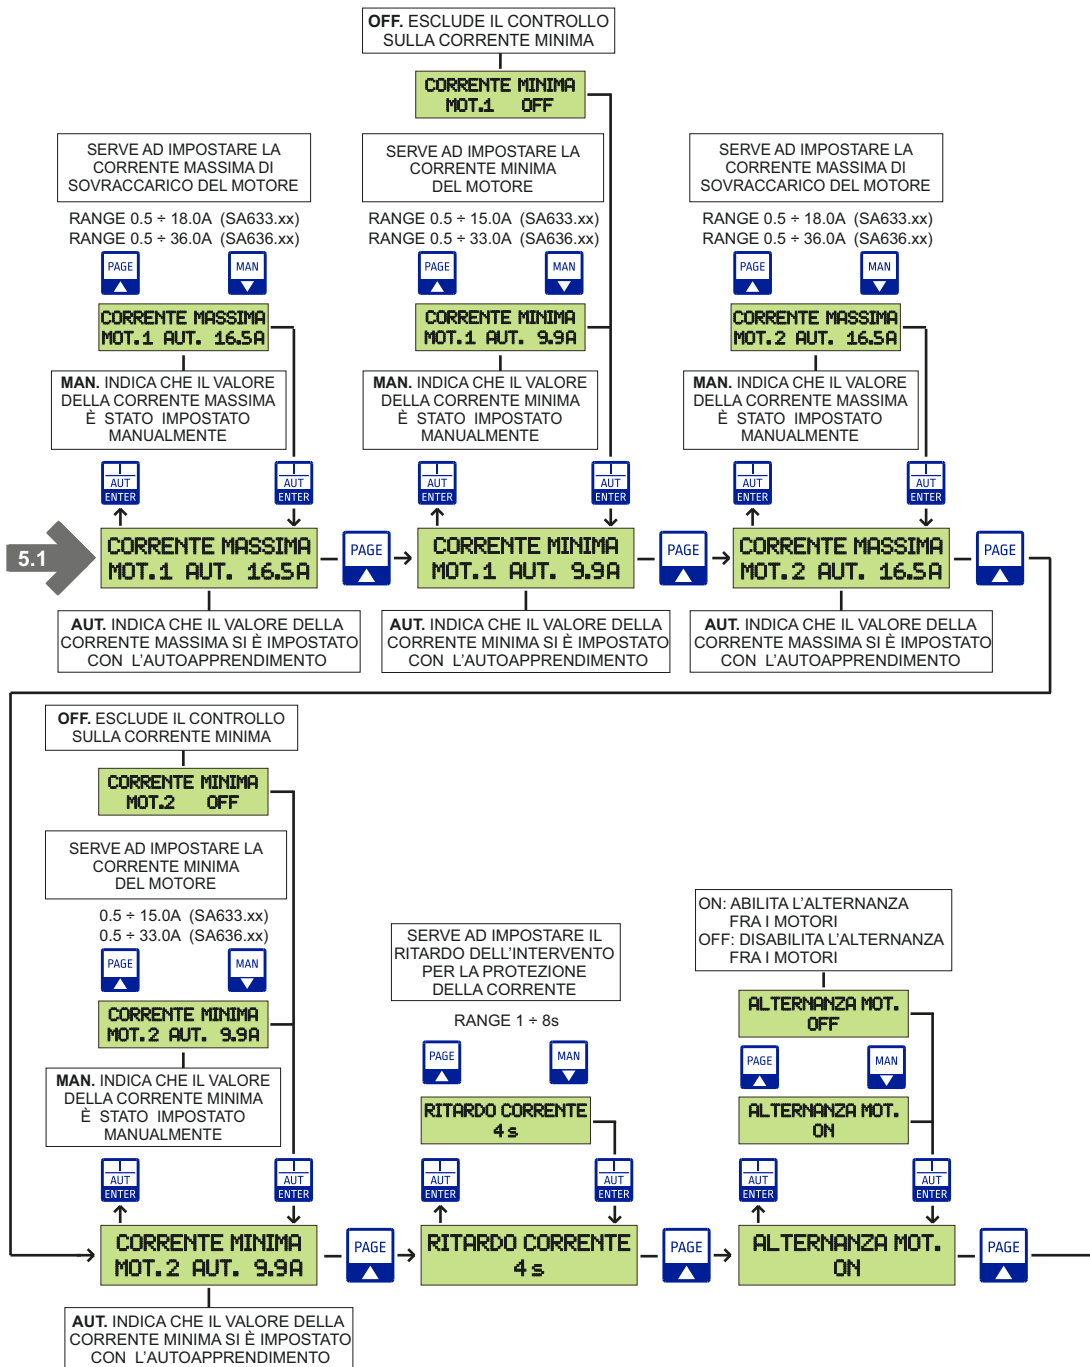 OFF. ESCLUDE IL CONTROLLO
SULLA CORRENTE MINIMA
CORRENTE MINIMA
MOT.1 OFF
SERVE AD IMPOSTARE LA
CORRENTE MASSIMA DI
SOVRACCARICO DEL MOTORE
RANGE 0.5 ÷ 18.0A (SA633.xx)
RANGE 0.5 ÷ 36.0A (SA636.xx)
PAGE
MAN
CORRENTE MASSIMA
MOT.1 AUT. 16.5A
MAN. INDICA CHE IL VALORE
DELLA CORRENTE MASSIMA
È STATO IMPOSTATO
MANUALMENTE
AUT
ENTER
AUT
ENTER
SERVE AD IMPOSTARE LA
CORRENTE MINIMA
DEL MOTORE
RANGE 0.5 ÷ 15.0A (SA633.xx)
RANGE 0.5 ÷ 33.0A (SA636.xx)
PAGE
MAN
CORRENTE MINIMA
MOT.1 AUT. 9.9A
MAN. INDICA CHE IL VALORE
DELLA CORRENTE MINIMA
È STATO IMPOSTATO
MANUALMENTE
AUT
ENTER
AUT
ENTER
SERVE AD IMPOSTARE LA
CORRENTE MASSIMA DI
SOVRACCARICO DEL MOTORE
RANGE 0.5 ÷ 18.0A (SA633.xx)
RANGE 0.5 ÷ 36.0A (SA636.xx)
PAGE
MAN
CORRENTE MASSIMA
MOT.2 AUT. 16.5A
MAN. INDICA CHE IL VALORE
DELLA CORRENTE MASSIMA
È STATO IMPOSTATO
MANUALMENTE
AUT
ENTER
AUT
ENTER
5.1
CORRENTE MASSIMA
MOT.1 AUT. 16.5A
PAGE
CORRENTE MINIMA
MOT.1 AUT. 9.9A
PAGE
CORRENTE MASSIMA
MOT.2 AUT. 16.5A
PAGE
AUT. INDICA CHE IL VALORE DELLA
CORRENTE MASSIMA SI È IMPOSTATO
CON L'AUTOAPPRENDIMENTO
AUT. INDICA CHE IL VALORE DELLA
CORRENTE MINIMA SI È IMPOSTATO
CON L'AUTOAPPRENDIMENTO
AUT. INDICA CHE IL VALORE DELLA
CORRENTE MASSIMA SI È IMPOSTATO
CON L'AUTOAPPRENDIMENTO
OFF. ESCLUDE IL CONTROLLO
SULLA CORRENTE MINIMA
CORRENTE MINIMA
MOT.2 OFF
SERVE AD IMPOSTARE LA
CORRENTE MINIMA
DEL MOTORE
0.5 ÷ 15.0A (SA633.xx)
0.5 ÷ 33.0A (SA636.xx)
PAGE
MAN
CORRENTE MINIMA
MOT.2 AUT. 9.9A
MAN. INDICA CHE IL VALORE
DELLA CORRENTE MINIMA
È STATO IMPOSTATO
MANUALMENTE
AUT
ENTER
AUT
ENTER
SERVE AD IMPOSTARE IL
RITARDO DELL'INTERVENTO
PER LA PROTEZIONE
DELLA CORRENTE
RANGE 1 ÷ 8s
PAGE
MAN
RITARDO CORRENTE
4s
AUT
ENTER
AUT
ENTER
ON: ABILITA L'ALTERNANZA
FRA I MOTORI
OFF: DISABILITA L'ALTERNANZA
FRA I MOTORI
ALTERNANZA MOT.
OFF
PAGE
MAN
ALTERNANZA MOT.
ON
AUT
ENTER
AUT
ENTER
CORRENTE MINIMA
MOT.2 AUT. 9.9A
PAGE
RITARDO CORRENTE
4s
PAGE
ALTERNANZA MOT.
ON
PAGE
AUT. INDICA CHE IL VALORE DELLA
CORRENTE MINIMA SI È IMPOSTATO
CON L'AUTOAPPRENDIMENTO